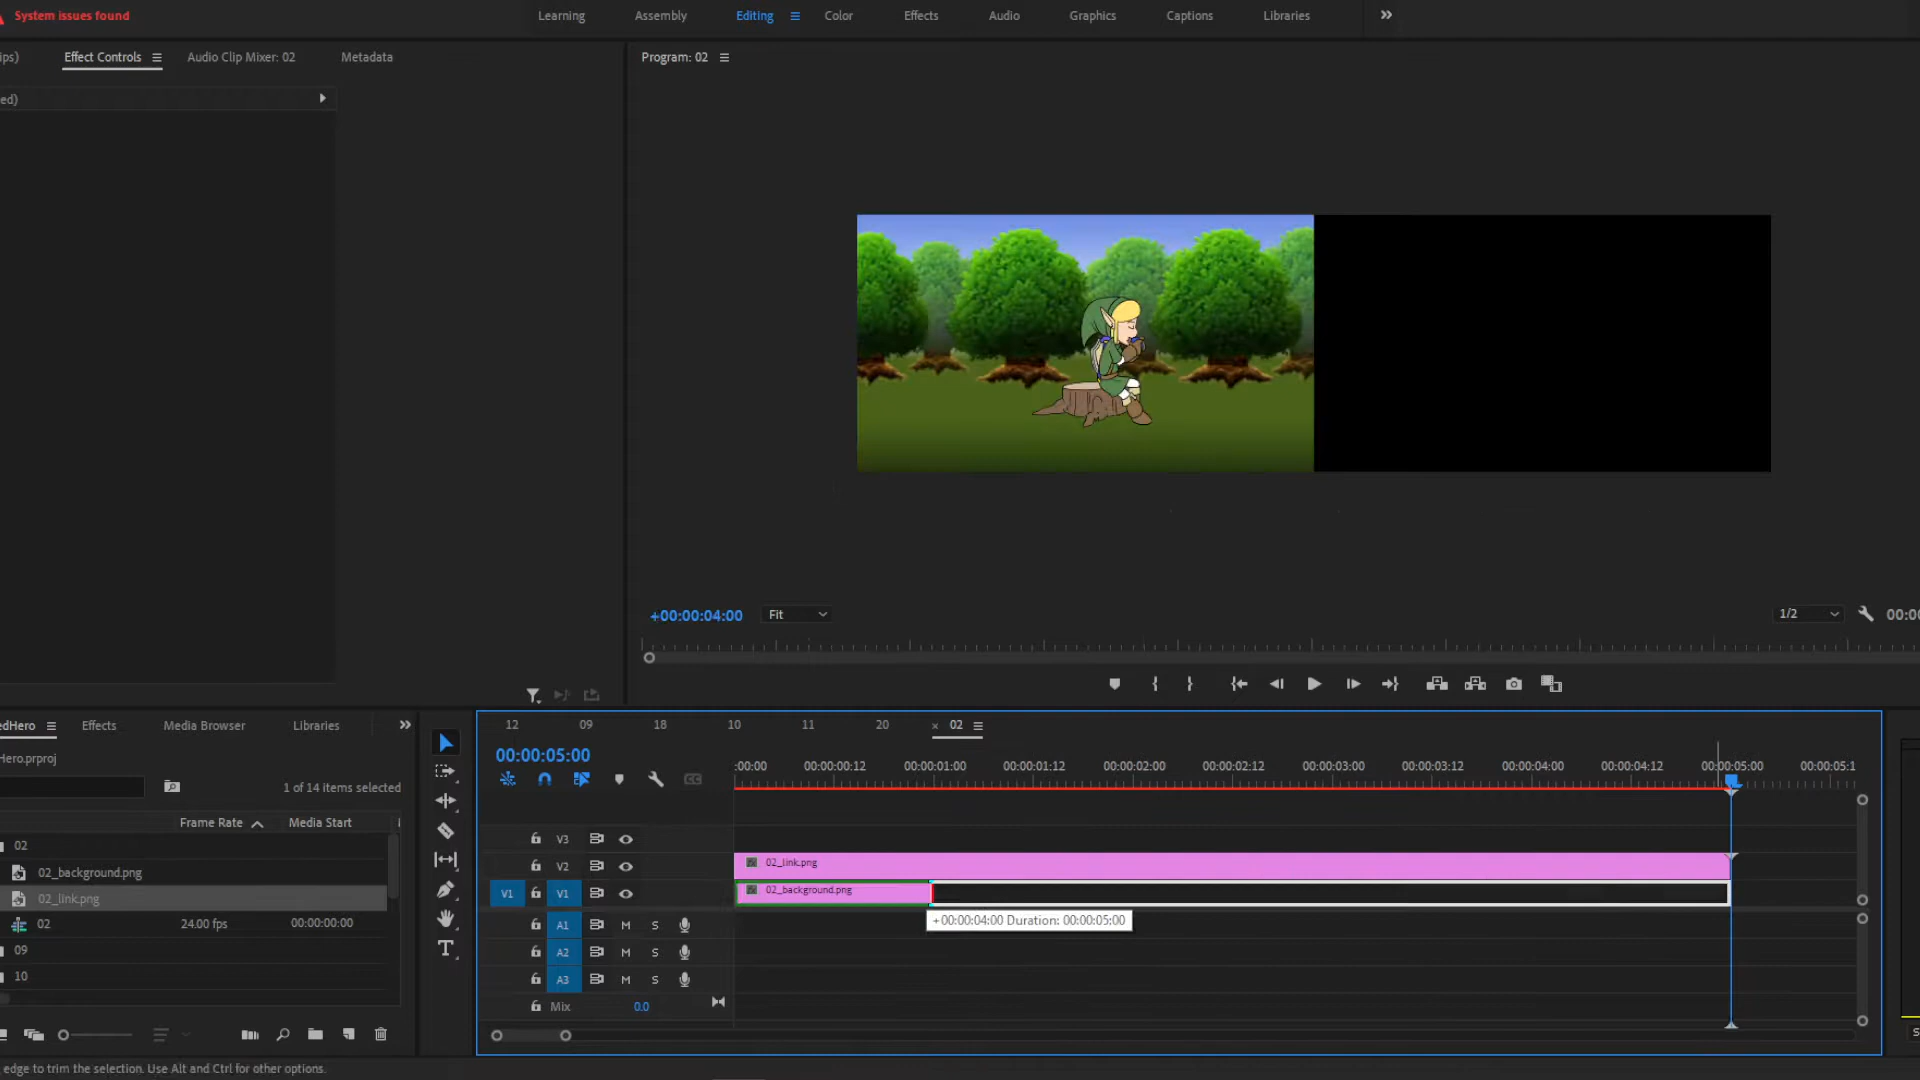 System issues found
Learning
Assembly
Editing
Color
Effects
Audio
Graphics
Captions
Libraries
ips)
Effect Controls
Audio Clip Mixer: 02
Metadata
Program: 02
ed)
+00:00:04:00
Fit
1/2
00:00
edHero
Effects
Media Browser
Libraries
Hero.prproj
1 of 14 items selected
Frame Rate
Media Start
02
02_background.png
02_link.png
02
24.00 fps
00:00:00:00
09
10
12
09
18
10
11
20
× 02
00:00:05:00
:00:00
00:00:00:12
00:00:01:00
00:00:01:12
00:00:02:00
00:00:02:12
00:00:03:00
00:00:03:12
00:00:04:00
00:00:04:12
00:00:05:00
00:00:05:1
V3
V2
02_link.png
V1
V1
02_background.png
+00:00:04:00 Duration: 00:00:05:00
A1
M
S
A2
M
S
A3
M
S
Mix
0.0
edge to trim the selection. Use Alt and Ctrl for other options.